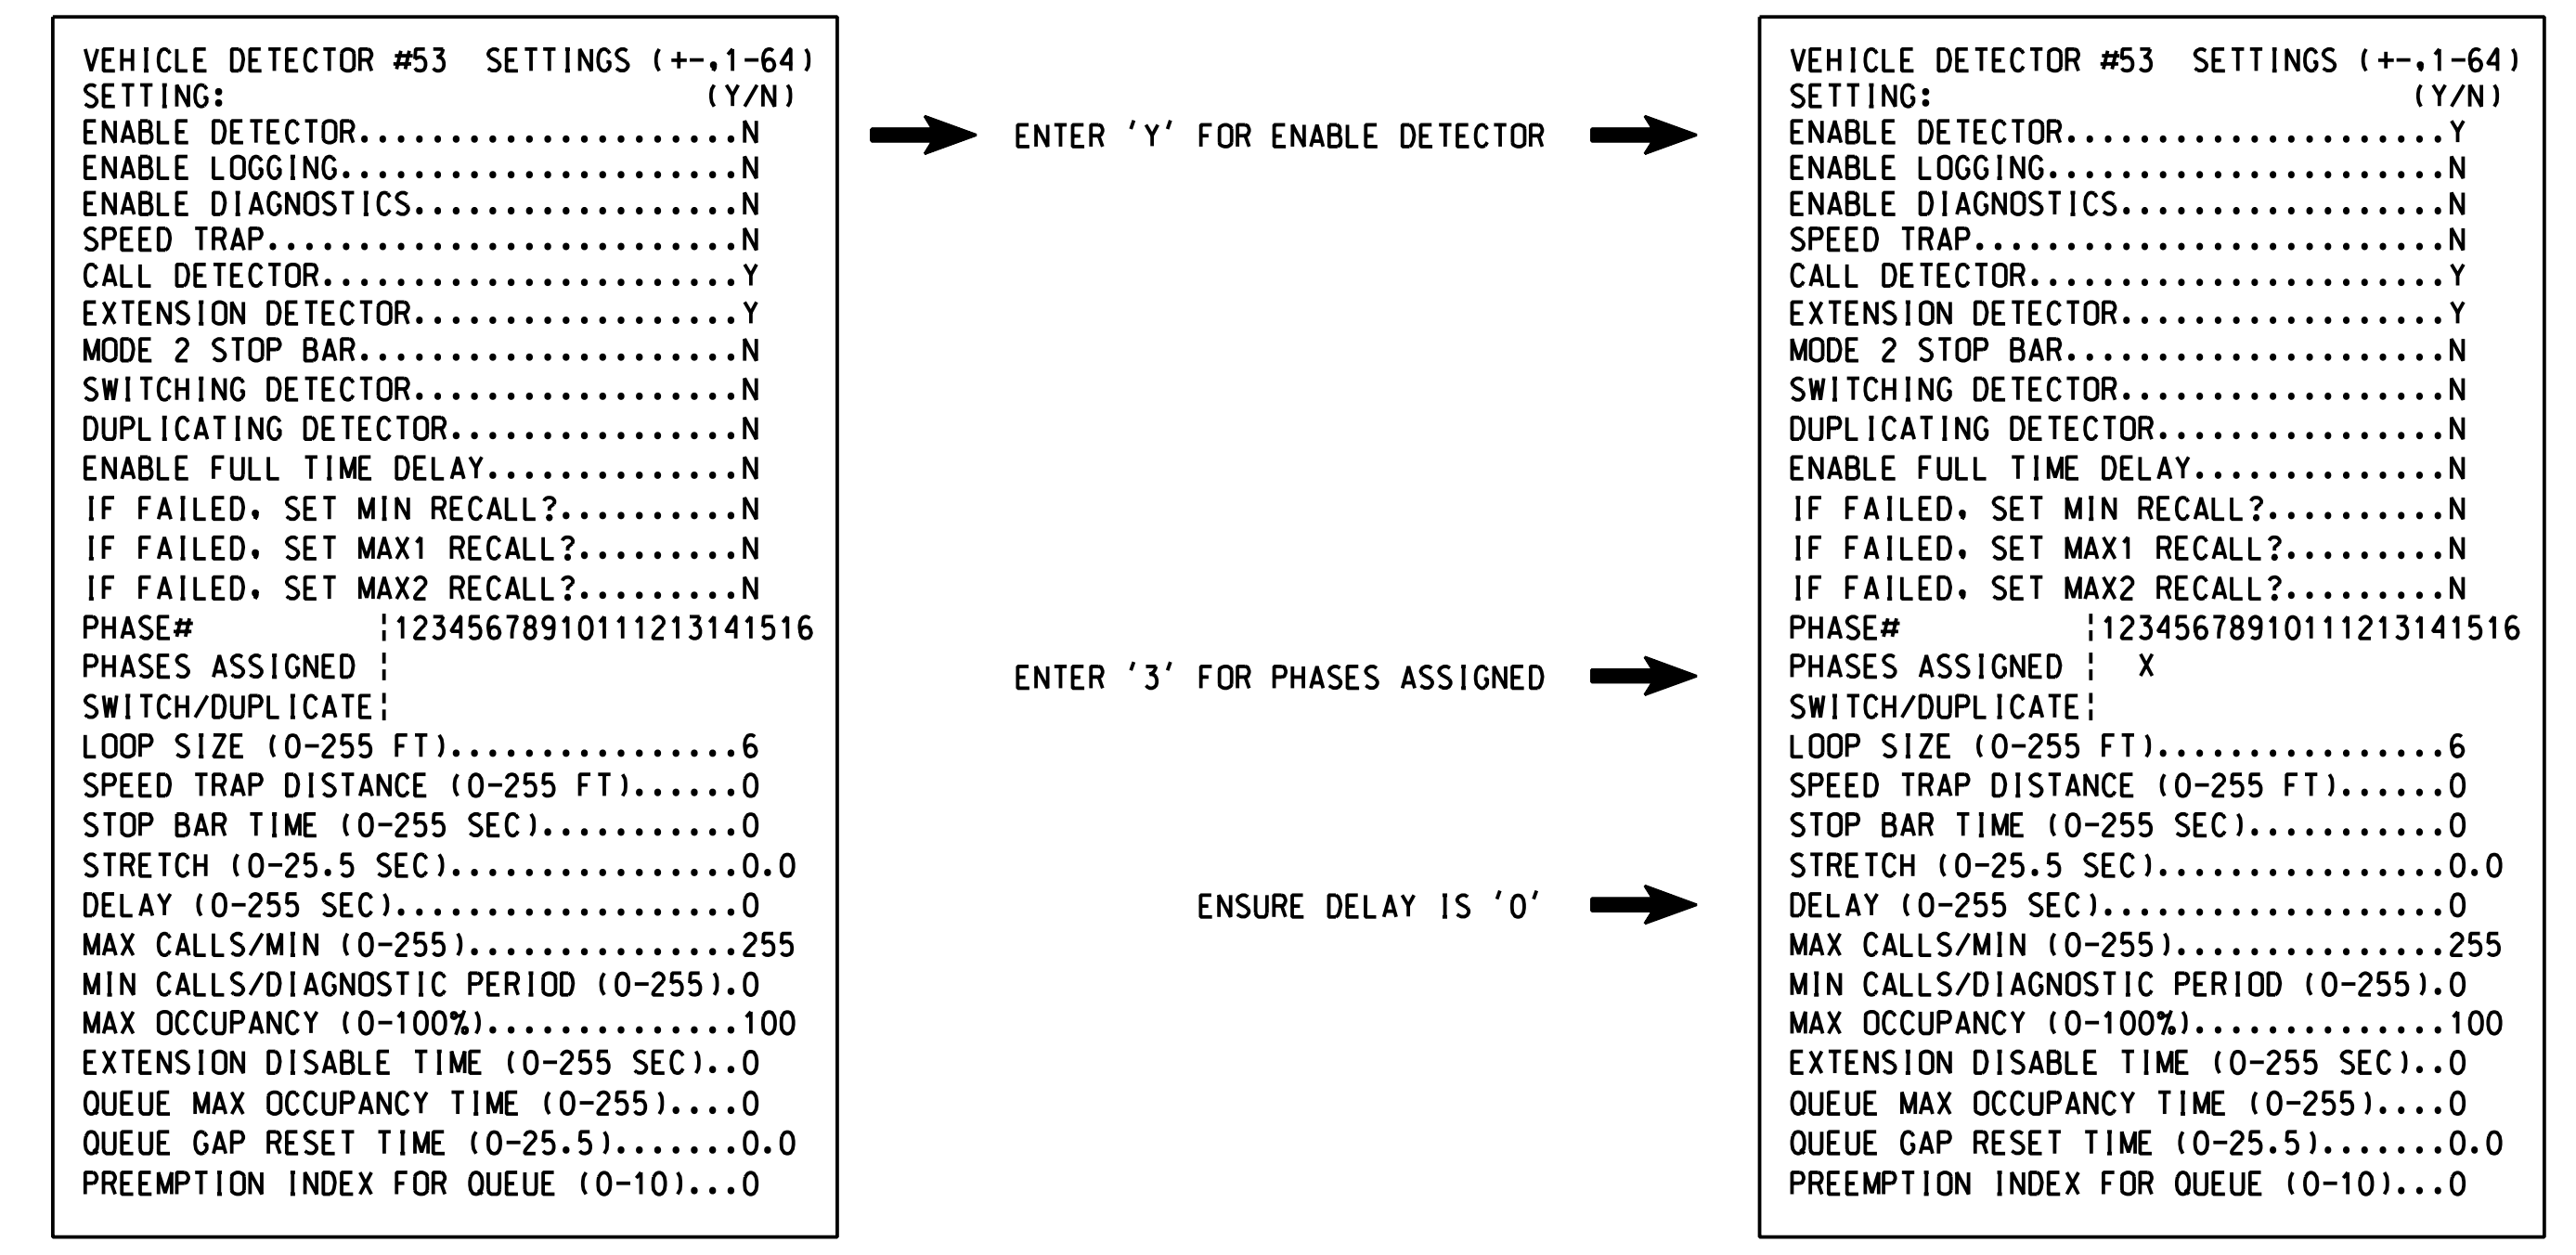 VEHICLE DETECTOR #53 SETTINGS (+-,1-64)
SETTING: (Y/N)
ENABLE DETECTOR.....................N
ENABLE LOGGING......................N
ENABLE DIAGNOSTICS..................N
SPEED TRAP..........................N
CALL DETECTOR.......................Y
EXTENSION DETECTOR..................Y
MODE 2 STOP BAR.....................N
SWITCHING DETECTOR..................N
DUPLICATING DETECTOR................N
ENABLE FULL TIME DELAY..............N
IF FAILED, SET MIN RECALL?..........N
IF FAILED, SET MAX1 RECALL?.........N
IF FAILED, SET MAX2 RECALL?.........N
PHASE# ¦12345678910111213141516
PHASES ASSIGNED ¦
SWITCH/DUPLICATE¦
LOOP SIZE (0-255 FT)................6
SPEED TRAP DISTANCE (0-255 FT)......0
STOP BAR TIME (0-255 SEC)...........0
STRETCH (0-25.5 SEC)................0.0
DELAY (0-255 SEC)...................0
MAX CALLS/MIN (0-255)...............255
MIN CALLS/DIAGNOSTIC PERIOD (0-255).0
MAX OCCUPANCY (0-100%)..............100
EXTENSION DISABLE TIME (0-255 SEC)..0
QUEUE MAX OCCUPANCY TIME (0-255)....0
QUEUE GAP RESET TIME (0-25.5).......0.0
PREEMPTION INDEX FOR QUEUE (0-10)...0
ENTER 'Y' FOR ENABLE DETECTOR
ENTER '3' FOR PHASES ASSIGNED
ENSURE DELAY IS '0'
VEHICLE DETECTOR #53 SETTINGS (+-,1-64)
SETTING: (Y/N)
ENABLE DETECTOR.....................Y
ENABLE LOGGING......................N
ENABLE DIAGNOSTICS..................N
SPEED TRAP..........................N
CALL DETECTOR.......................Y
EXTENSION DETECTOR..................Y
MODE 2 STOP BAR.....................N
SWITCHING DETECTOR..................N
DUPLICATING DETECTOR................N
ENABLE FULL TIME DELAY..............N
IF FAILED, SET MIN RECALL?..........N
IF FAILED, SET MAX1 RECALL?.........N
IF FAILED, SET MAX2 RECALL?.........N
PHASE# ¦12345678910111213141516
PHASES ASSIGNED ¦ X
SWITCH/DUPLICATE¦
LOOP SIZE (0-255 FT)................6
SPEED TRAP DISTANCE (0-255 FT)......0
STOP BAR TIME (0-255 SEC)...........0
STRETCH (0-25.5 SEC)................0.0
DELAY (0-255 SEC)...................0
MAX CALLS/MIN (0-255)...............255
MIN CALLS/DIAGNOSTIC PERIOD (0-255).0
MAX OCCUPANCY (0-100%)..............100
EXTENSION DISABLE TIME (0-255 SEC)..0
QUEUE MAX OCCUPANCY TIME (0-255)....0
QUEUE GAP RESET TIME (0-25.5).......0.0
PREEMPTION INDEX FOR QUEUE (0-10)...0